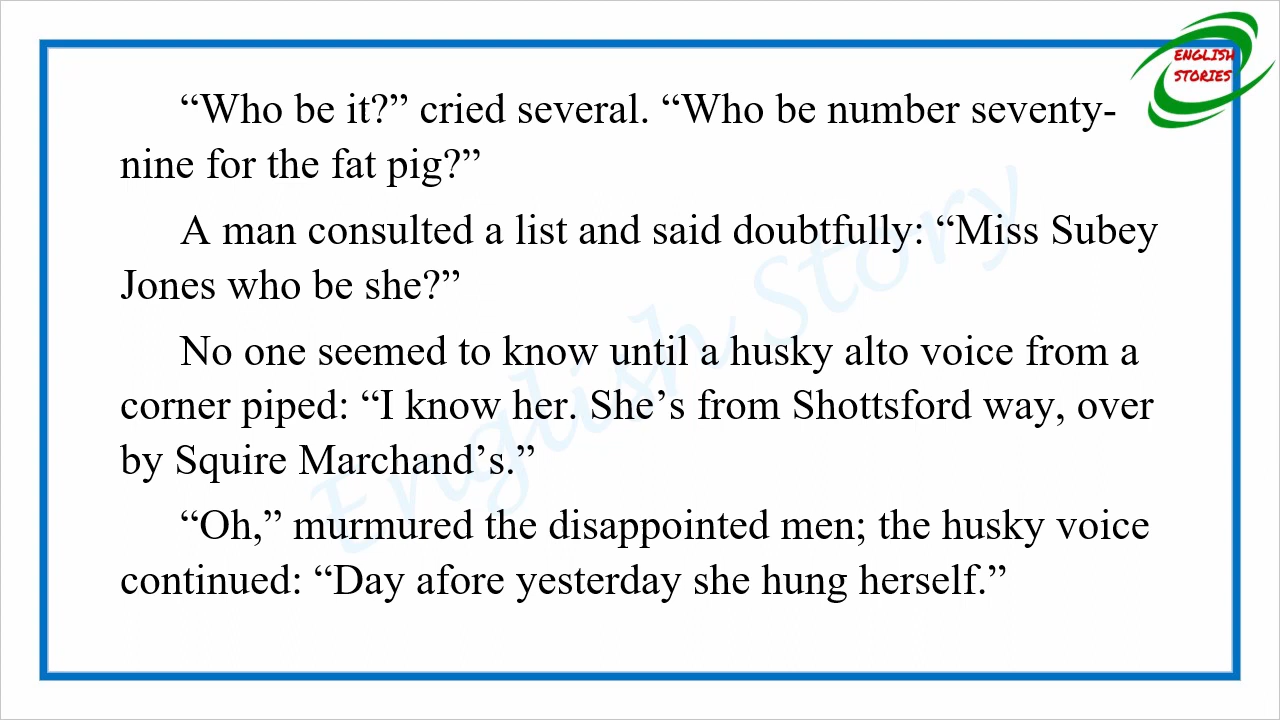 ENGLISH
STORIES
“Who be it?” cried several. “Who be number seventy-
nine for the fat pig?”
A man consulted a list and said doubtfully: “Miss Subey
Jones who be she?”
No one seemed to know until a husky alto voice from a
corner piped: “I know her. She’s from Shottsford way, over
by Squire Marchand’s.”
“Oh,” murmured the disappointed men; the husky voice
continued: “Day afore yesterday she hung herself.”
English Story